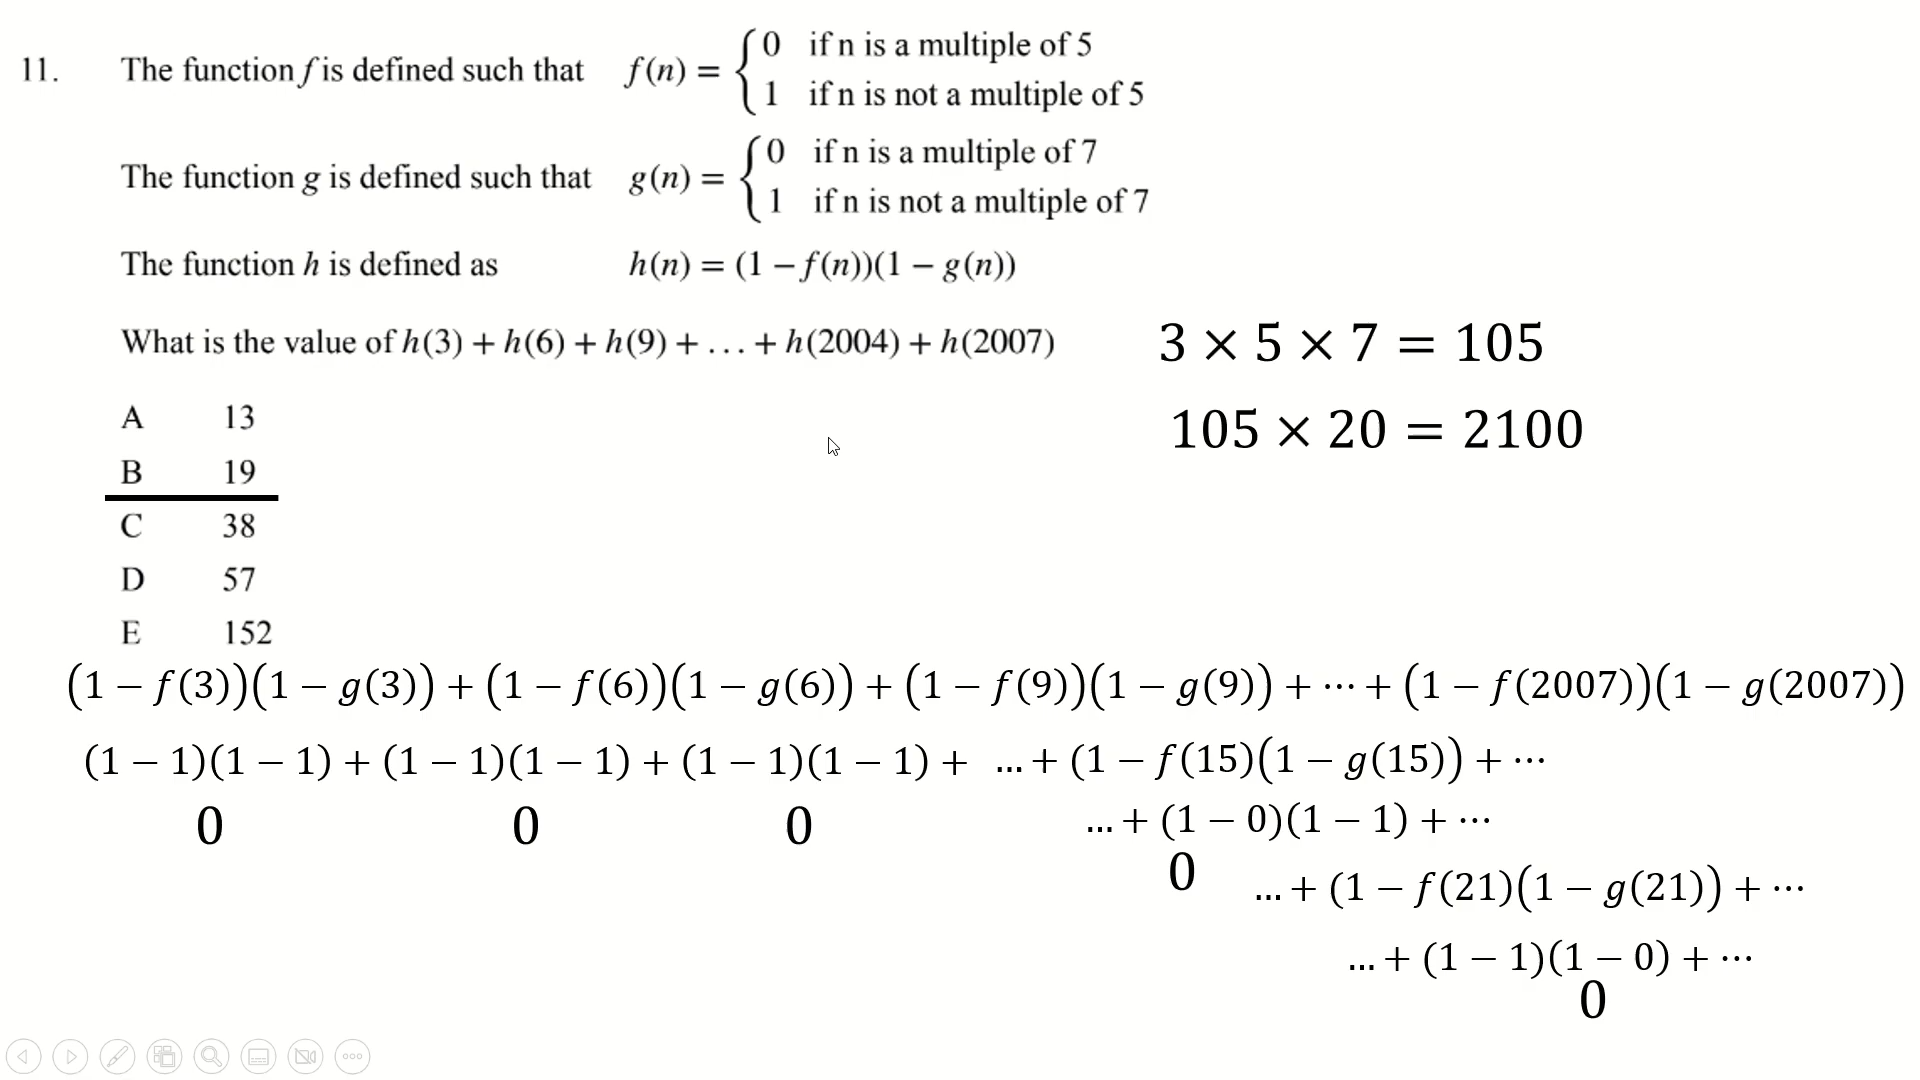 11. The function f is defined such that f(n) = { 0 if n is a multiple of 5
1 if n is not a multiple of 5
The function g is defined such that g(n) = { 0 if n is a multiple of 7
1 if n is not a multiple of 7
The function h is defined as h(n) = (1 − f(n))(1 − g(n))
What is the value of h(3) + h(6) + h(9) + … + h(2004) + h(2007)
3 × 5 × 7 = 105
105 × 20 = 2100
A 13
B 19
C 38
D 57
E 152
(1 − f(3))(1 − g(3)) + (1 − f(6))(1 − g(6)) + (1 − f(9))(1 − g(9)) + ⋯ + (1 − f(2007))(1 − g(2007))
(1 − 1)(1 − 1) + (1 − 1)(1 − 1) + (1 − 1)(1 − 1) + … + (1 − f(15)(1 − g(15)) + ⋯
0 0 0
… + (1 − 0)(1 − 1) + ⋯
0
… + (1 − f(21)(1 − g(21)) + ⋯
… + (1 − 1)(1 − 0) + ⋯
0